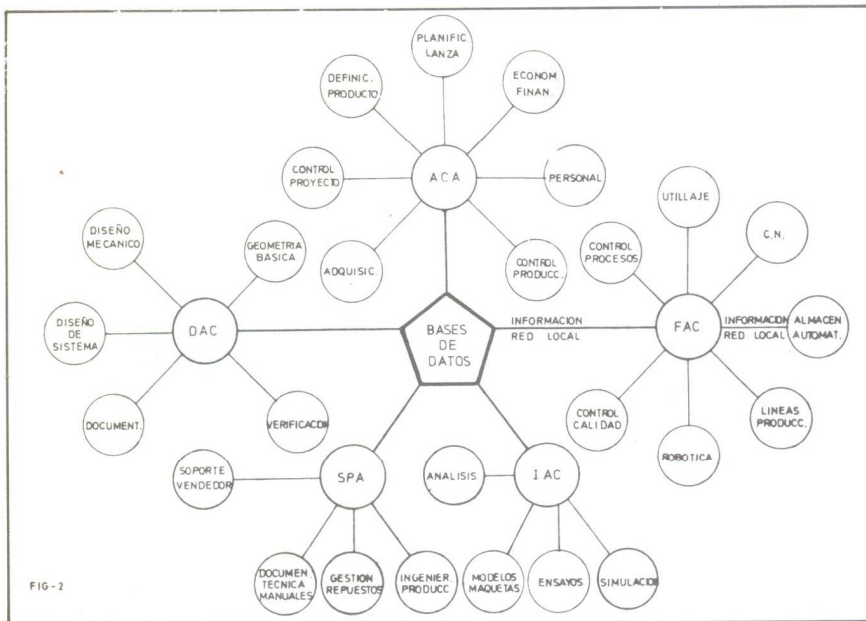 PLANIFIC.
LANZA
DEFINIC.
PRODUCTO
ECONOM
FINAN.
CONTROL
PROYECTO
ACA
PERSONAL
ADQUISIC.
CONTROL
PRODUCC.
UTILLAJE
C.N.
CONTROL
PROCESOS
FAC
INFORMACION
RED LOCAL
ALMACEN
AUTOMAT.
CONTROL
CALIDAD
ROBOTICA
LINEAS
PRODUCC.
DISEÑO
MECANICO
GEOMETRIA
BASICA
DISEÑO
DE
SISTEMA
DAC
DOCUMENT.
VERIFICACION
BASES
DE
DATOS
INFORMACION
RED LOCAL
SOPORTE
VENDEDOR
SPA
DOCUMEN.
TECNICA
MANUALES
GESTION
REPUESTOS
INGENIER.
PRODUCC
ANALISIS
IAC
MODELOS
MAQUETAS
ENSAYOS
SIMULACION
FIG-2